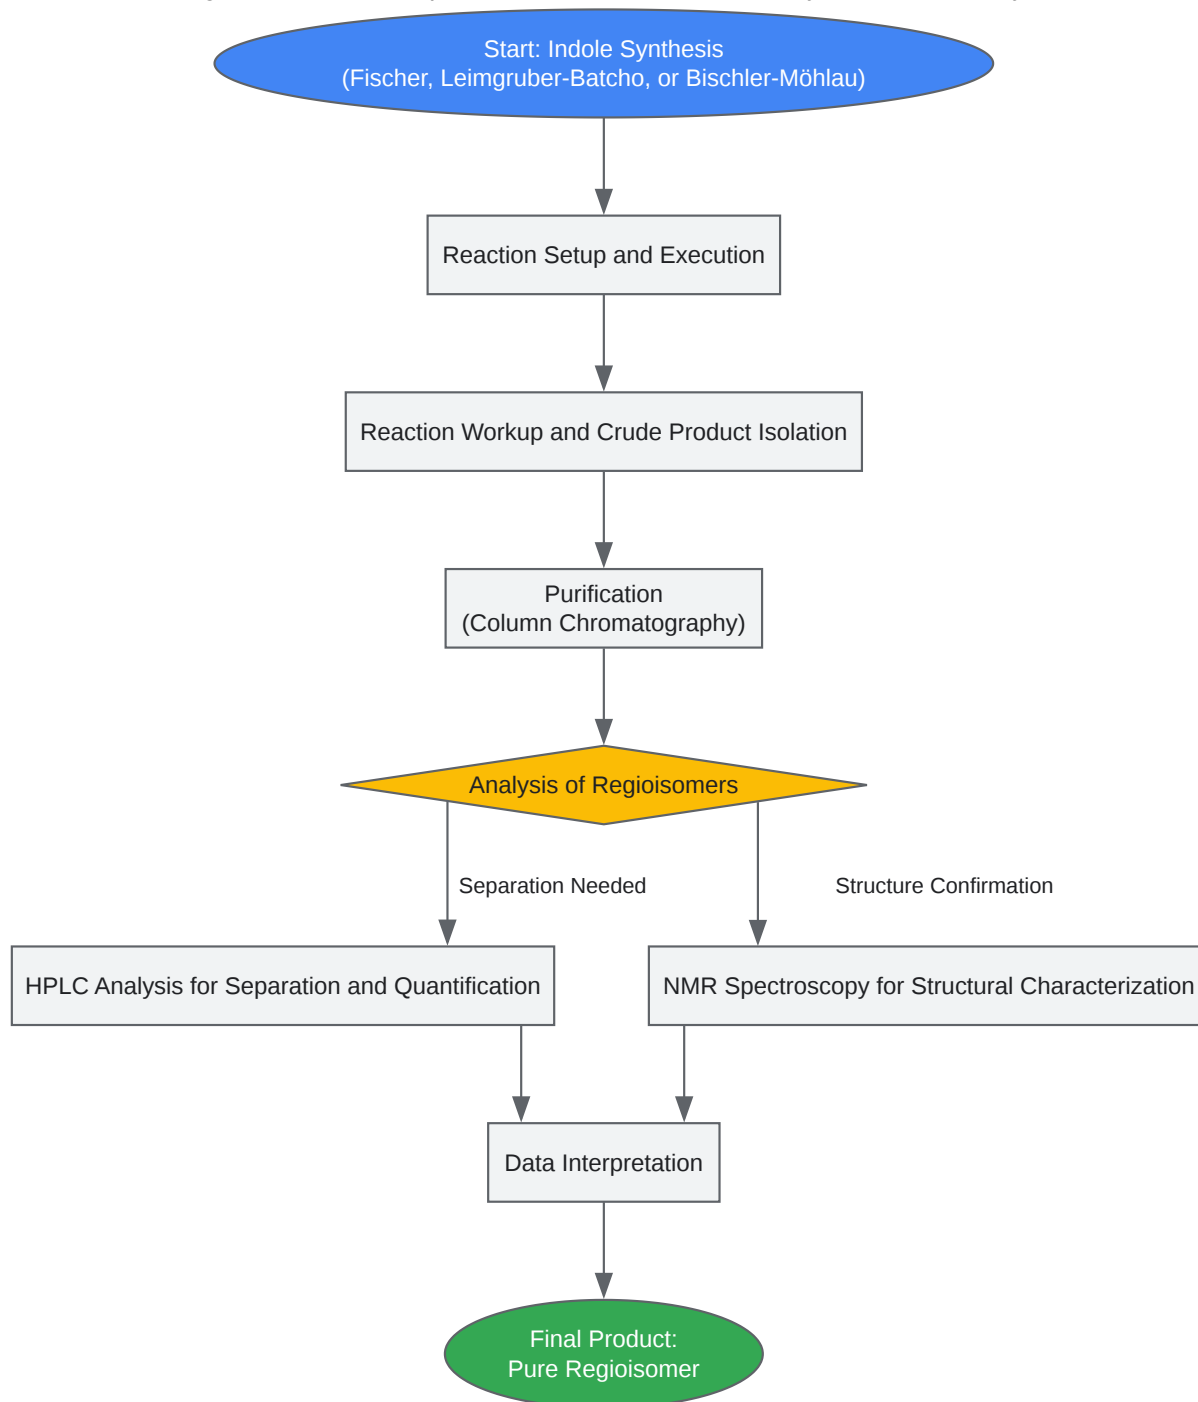 Start: Indole Synthesis
(Fischer, Leimgruber-Batcho, or Bischler-Möhlau)
Reaction Setup and Execution
Reaction Workup and Crude Product Isolation
Purification
(Column Chromatography)
Analysis of Regioisomers
Separation Needed
Structure Confirmation
HPLC Analysis for Separation and Quantification
NMR Spectroscopy for Structural Characterization
Data Interpretation
Final Product:
Pure Regioisomer